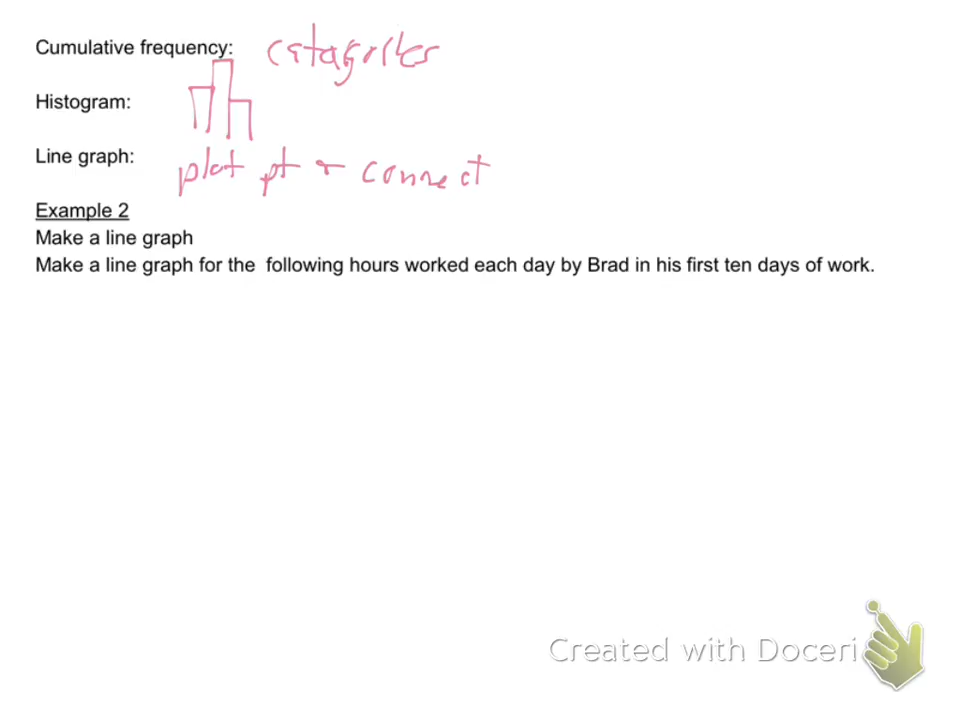 Cumulative frequency: catagories
Histogram:
Line graph: plot pt + connect
Example 2
Make a line graph
Make a line graph for the following hours worked each day by Brad in his first ten days of work.
Created with Doceri